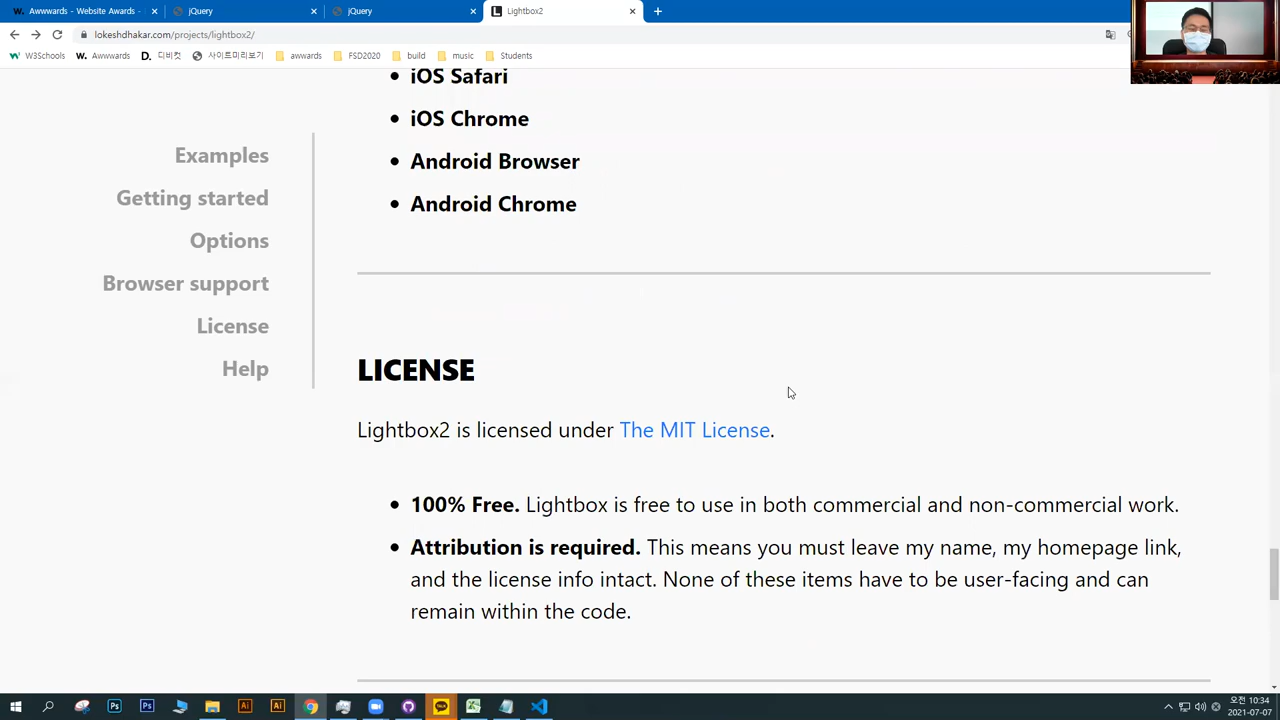 Awwwards - Website Awards -
jQuery
jQuery
Lightbox2
lokeshdhakar.com/projects/lightbox2/
W3Schools
W. Awwwards
D. 디비컷
사이트미리보기
awwards
FSD2020
build
music
Students
iOS Safari
iOS Chrome
Android Browser
Android Chrome
Examples
Getting started
Options
Browser support
License
Help
LICENSE
Lightbox2 is licensed under The MIT License.
100% Free. Lightbox is free to use in both commercial and non-commercial work.
Attribution is required. This means you must leave my name, my homepage link,
and the license info intact. None of these items have to be user-facing and can
remain within the code.
오전 10:34
2021-07-07